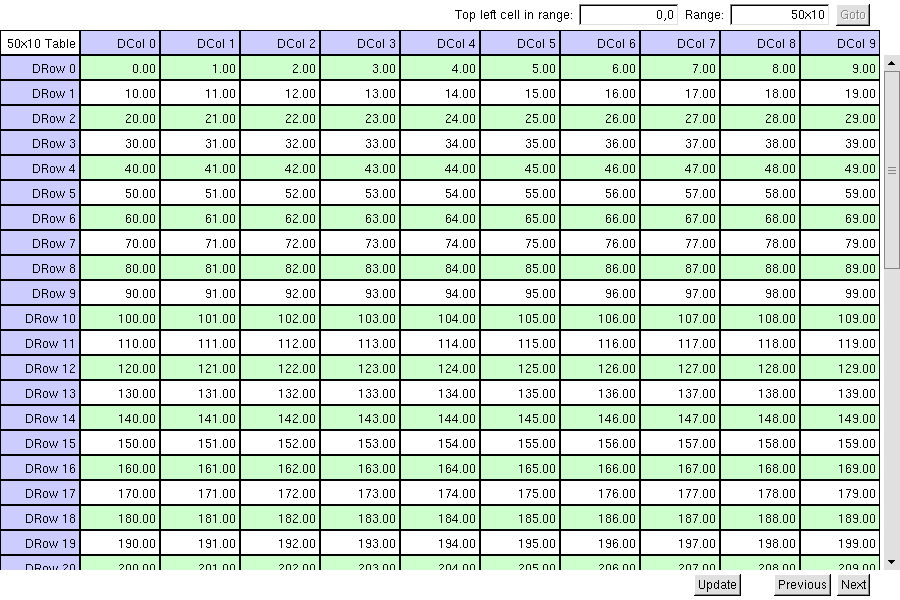 Top left cell in range: 0,0 Range: 50x10 Goto
50x10 Table DCol 0 DCol 1 DCol 2 DCol 3 DCol 4 DCol 5 DCol 6 DCol 7 DCol 8 DCol 9
DRow 0 0.00 1.00 2.00 3.00 4.00 5.00 6.00 7.00 8.00 9.00
DRow 1 10.00 11.00 12.00 13.00 14.00 15.00 16.00 17.00 18.00 19.00
DRow 2 20.00 21.00 22.00 23.00 24.00 25.00 26.00 27.00 28.00 29.00
DRow 3 30.00 31.00 32.00 33.00 34.00 35.00 36.00 37.00 38.00 39.00
DRow 4 40.00 41.00 42.00 43.00 44.00 45.00 46.00 47.00 48.00 49.00
DRow 5 50.00 51.00 52.00 53.00 54.00 55.00 56.00 57.00 58.00 59.00
DRow 6 60.00 61.00 62.00 63.00 64.00 65.00 66.00 67.00 68.00 69.00
DRow 7 70.00 71.00 72.00 73.00 74.00 75.00 76.00 77.00 78.00 79.00
DRow 8 80.00 81.00 82.00 83.00 84.00 85.00 86.00 87.00 88.00 89.00
DRow 9 90.00 91.00 92.00 93.00 94.00 95.00 96.00 97.00 98.00 99.00
DRow 10 100.00 101.00 102.00 103.00 104.00 105.00 106.00 107.00 108.00 109.00
DRow 11 110.00 111.00 112.00 113.00 114.00 115.00 116.00 117.00 118.00 119.00
DRow 12 120.00 121.00 122.00 123.00 124.00 125.00 126.00 127.00 128.00 129.00
DRow 13 130.00 131.00 132.00 133.00 134.00 135.00 136.00 137.00 138.00 139.00
DRow 14 140.00 141.00 142.00 143.00 144.00 145.00 146.00 147.00 148.00 149.00
DRow 15 150.00 151.00 152.00 153.00 154.00 155.00 156.00 157.00 158.00 159.00
DRow 16 160.00 161.00 162.00 163.00 164.00 165.00 166.00 167.00 168.00 169.00
DRow 17 170.00 171.00 172.00 173.00 174.00 175.00 176.00 177.00 178.00 179.00
DRow 18 180.00 181.00 182.00 183.00 184.00 185.00 186.00 187.00 188.00 189.00
DRow 19 190.00 191.00 192.00 193.00 194.00 195.00 196.00 197.00 198.00 199.00
DRow 20 200.00 201.00 202.00 203.00 204.00 205.00 206.00 207.00 208.00 209.00
Update Previous Next